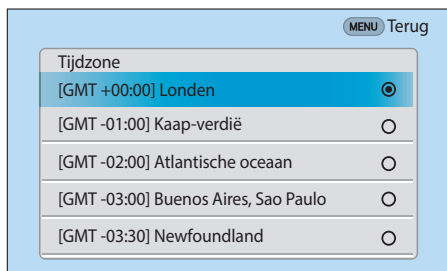 MENU Terug
Tijdzone
[GMT +00:00] Londen
[GMT -01:00] Kaap-verdië
[GMT -02:00] Atlantische oceaan
[GMT -03:00] Buenos Aires, Sao Paulo
[GMT -03:30] Newfoundland